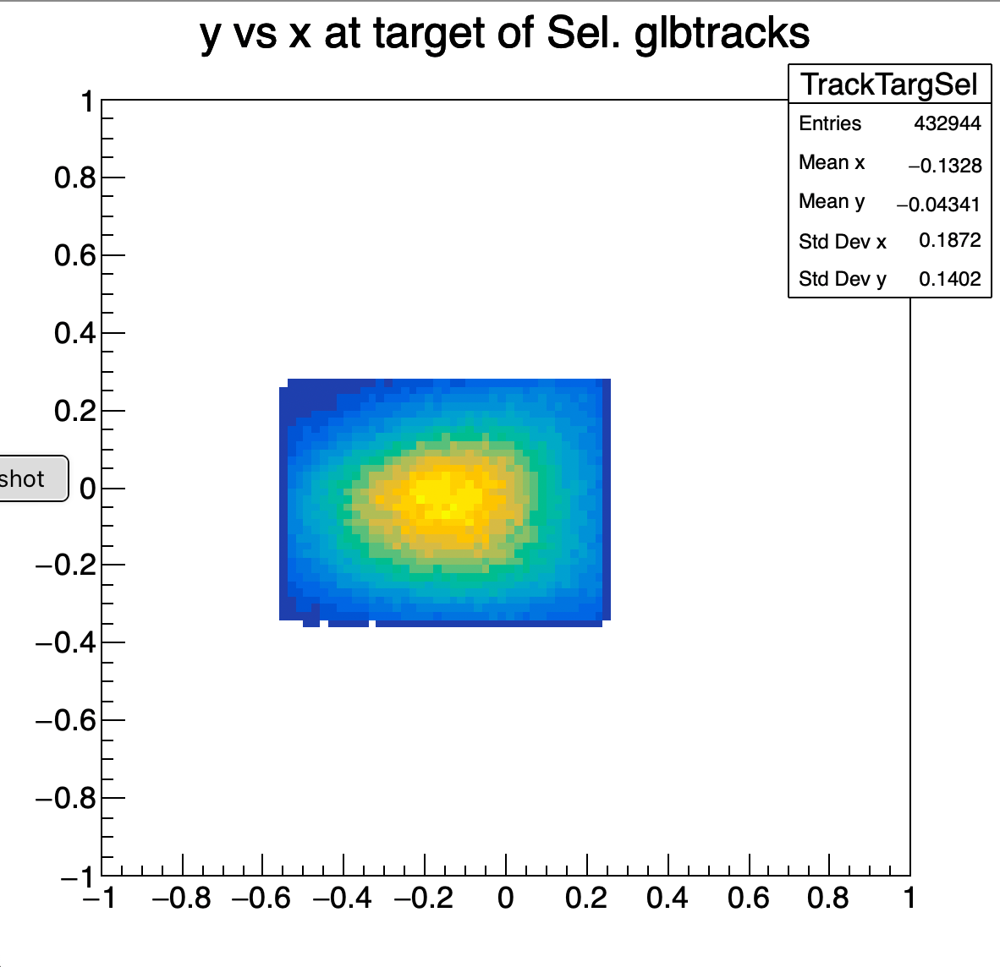 y vs x at target of Sel. glbtracks
TrackTargSel
Entries 432944
Mean x −0.1328
Mean y −0.04341
Std Dev x 0.1872
Std Dev y 0.1402
1
0.8
0.6
0.4
0.2
shot
0
−0.2
−0.4
−0.6
−0.8
−1
−1 −0.8 −0.6 −0.4 −0.2 0 0.2 0.4 0.6 0.8 1